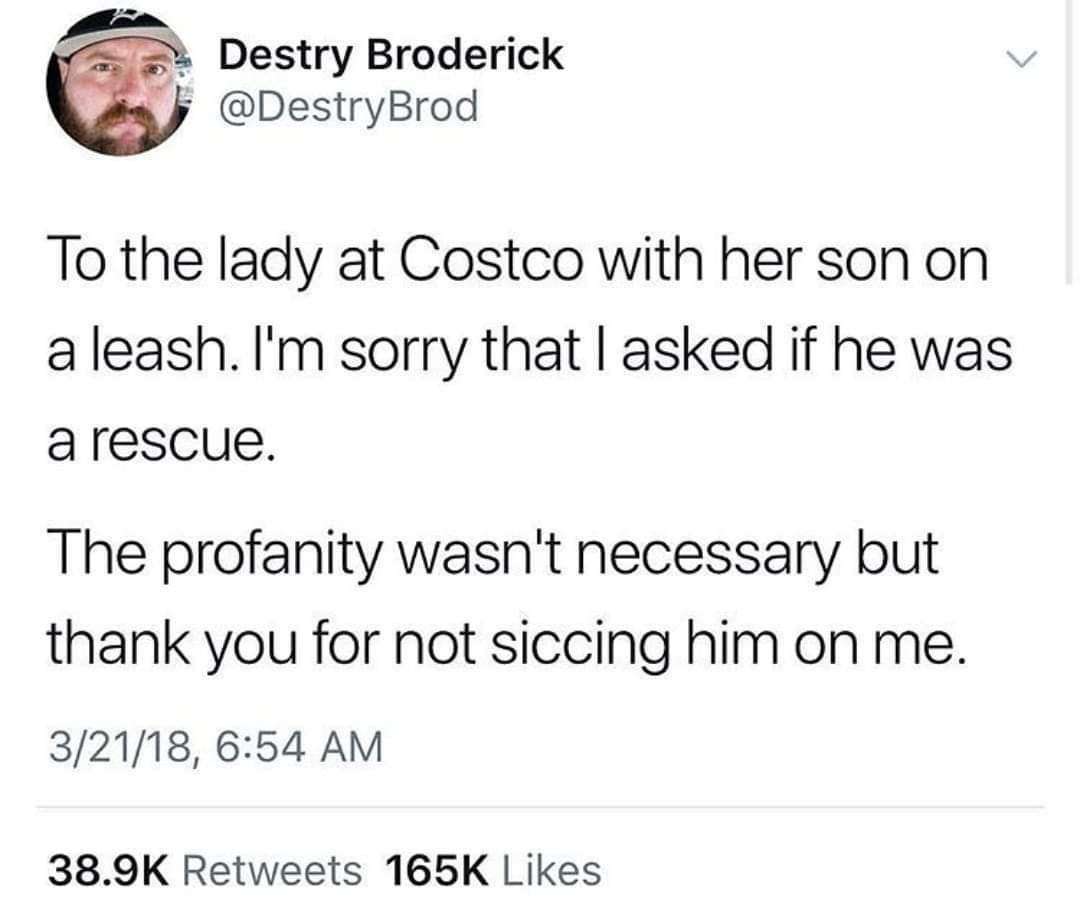 Destry Broderick
@DestryBrod
To the lady at Costco with her son on
a leash. I'm sorry that I asked if he was
a rescue.
The profanity wasn't necessary but
thank you for not siccing him on me.
3/21/18, 6:54 AM
38.9K Retweets 165K Likes